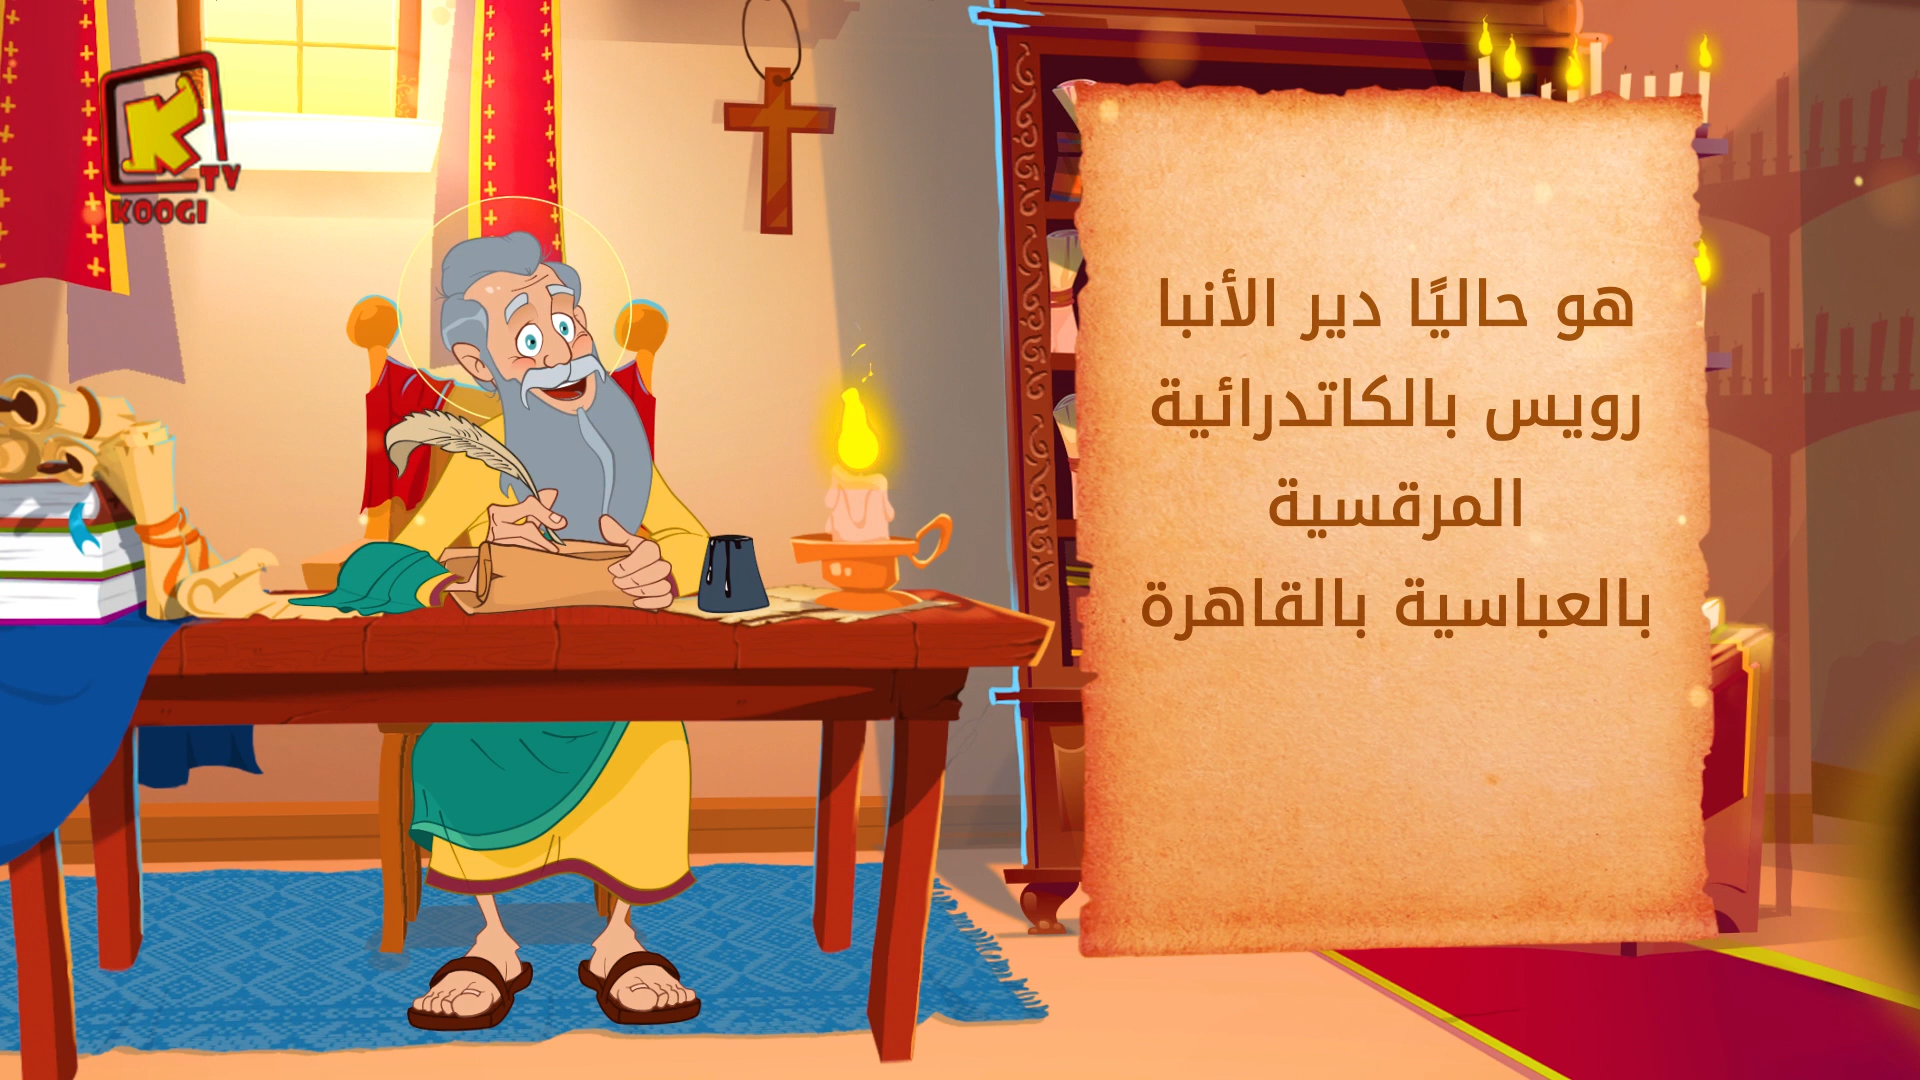 K
TV
KOOGI
هو حاليًا دير الأنبا
رويس بالكاتدرائية
المرقسية
بالعباسية بالقاهرة